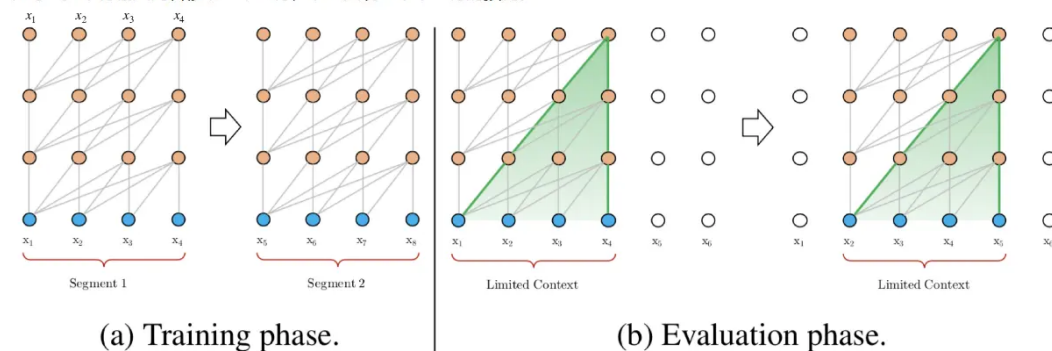 x₁ x₂ x₃ x₄
x₁ x₂ x₃ x₄ x₅ x₆ x₇ x₈ x₁ x₂ x₃ x₄ x₅ x₆ x₁ x₂ x₃ x₄ x₅
Segment 1 Segment 2 Limited Context Limited Context
(a) Training phase. (b) Evaluation phase.